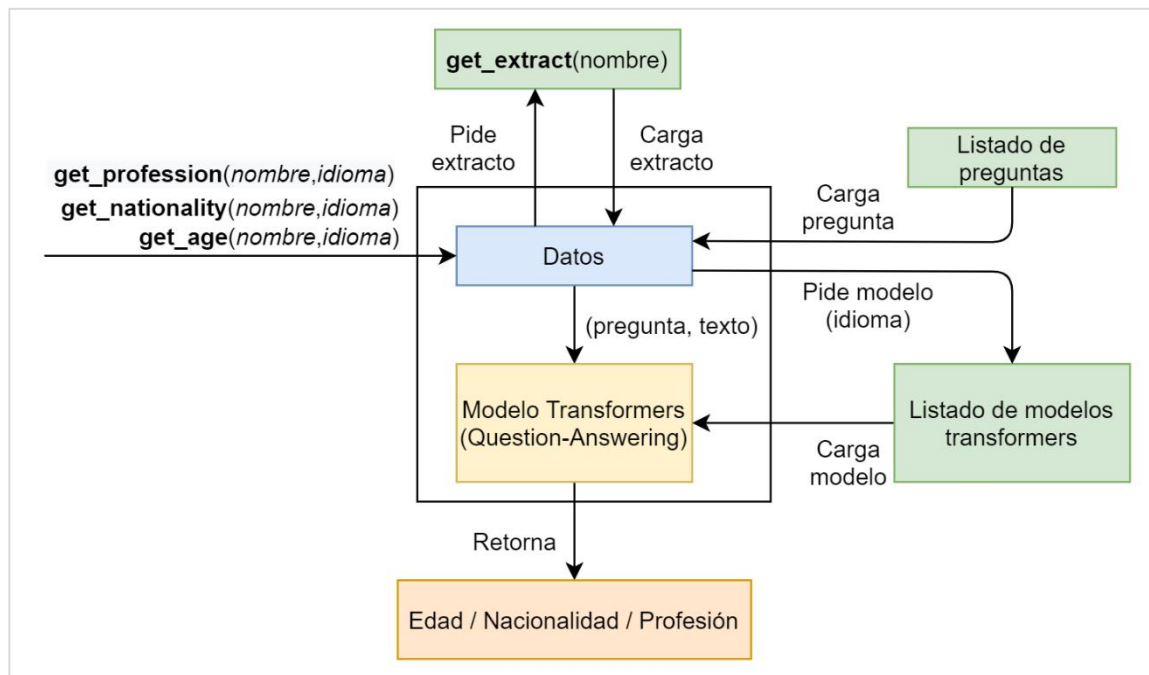 get_extract(nombre)
Pide
extracto
Carga
extracto
Listado de
preguntas
get_profession(nombre,idioma)
get_nationality(nombre,idioma)
get_age(nombre,idioma)
Carga
pregunta
Datos
Pide modelo
(idioma)
(pregunta, texto)
Modelo Transformers
(Question-Answering)
Listado de modelos
transformers
Carga
modelo
Retorna
Edad / Nacionalidad / Profesión